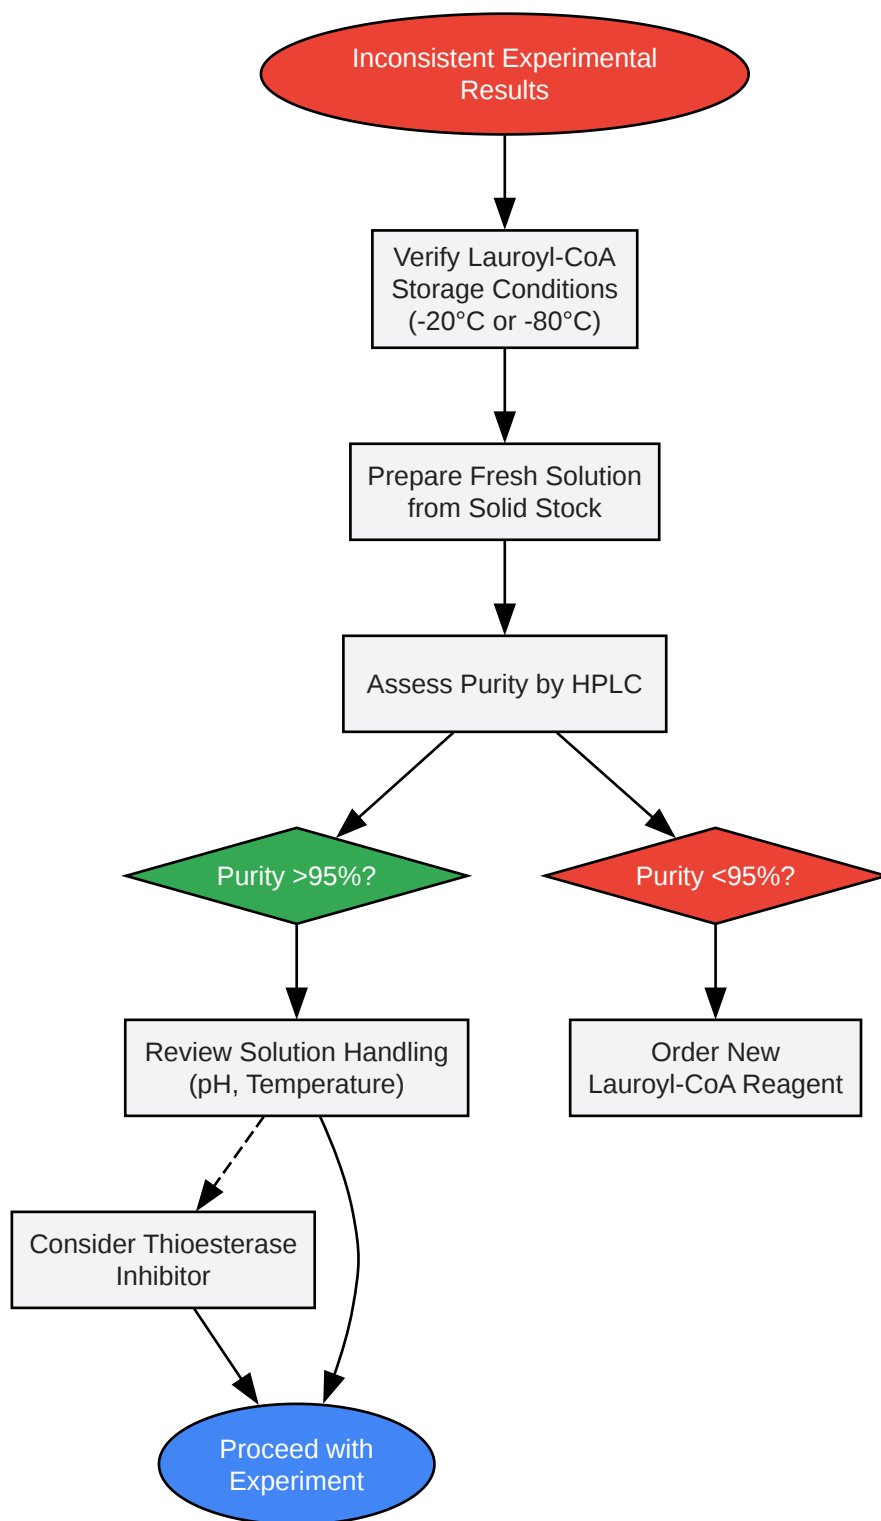 Inconsistent Experimental
Results
Verify Lauroyl-CoA
Storage Conditions
(-20°C or -80°C)
Prepare Fresh Solution
from Solid Stock
Assess Purity by HPLC
Purity >95%?
Purity <95%?
Review Solution Handling
(pH, Temperature)
Order New
Lauroyl-CoA Reagent
Consider Thioesterase
Inhibitor
Proceed with
Experiment